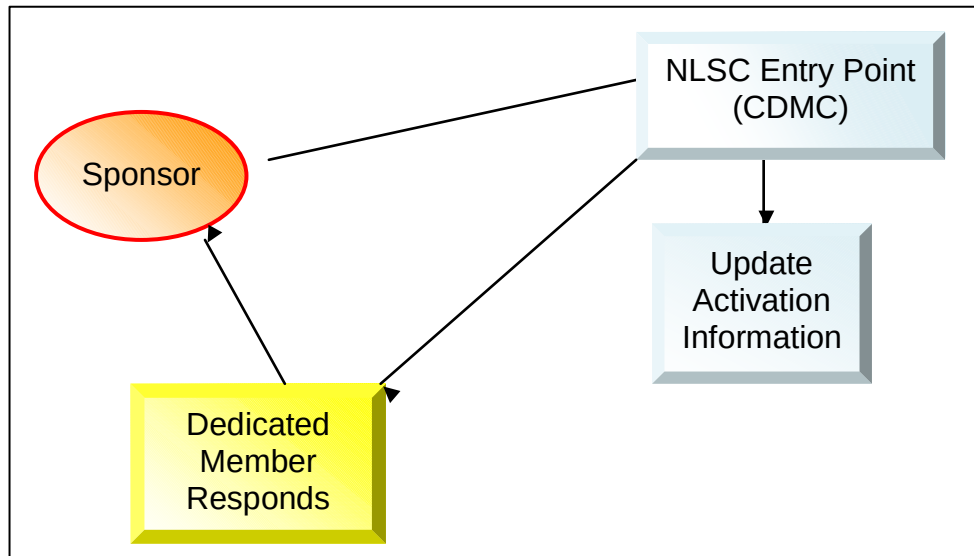 NLSC Entry Point
(CDMC)
Sponsor
Update
Activation
Information
Dedicated
Member
Responds